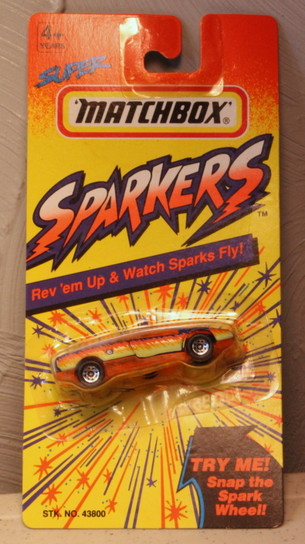 4+
YEARS
SUPER
"MATCHBOX"®
SPARKERS
TM
Rev 'em Up & Watch Sparks Fly!
TRY ME!
Snap the
Spark
Wheel!
STK. NO. 43800